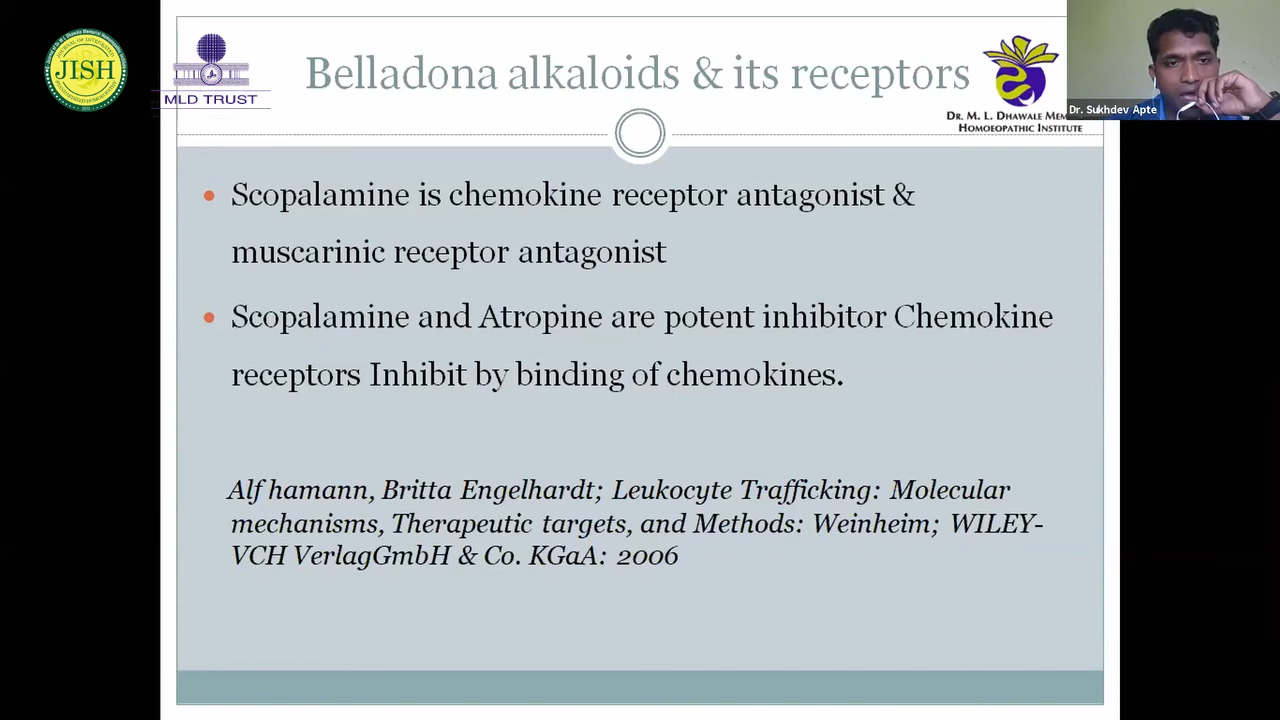 JISH
MLD TRUST
Belladona alkaloids & its receptors
DR. M. L. DHAWALE
HOMOEOPATHIC INSTITUTE
Dr. Sukhdev Apte
• Scopalamine is chemokine receptor antagonist &
muscarinic receptor antagonist
• Scopalamine and Atropine are potent inhibitor Chemokine
receptors Inhibit by binding of chemokines.
Alf hamann, Britta Engelhardt; Leukocyte Trafficking: Molecular
mechanisms, Therapeutic targets, and Methods: Weinheim; WILEY-
VCH VerlagGmbH & Co. KGaA: 2006